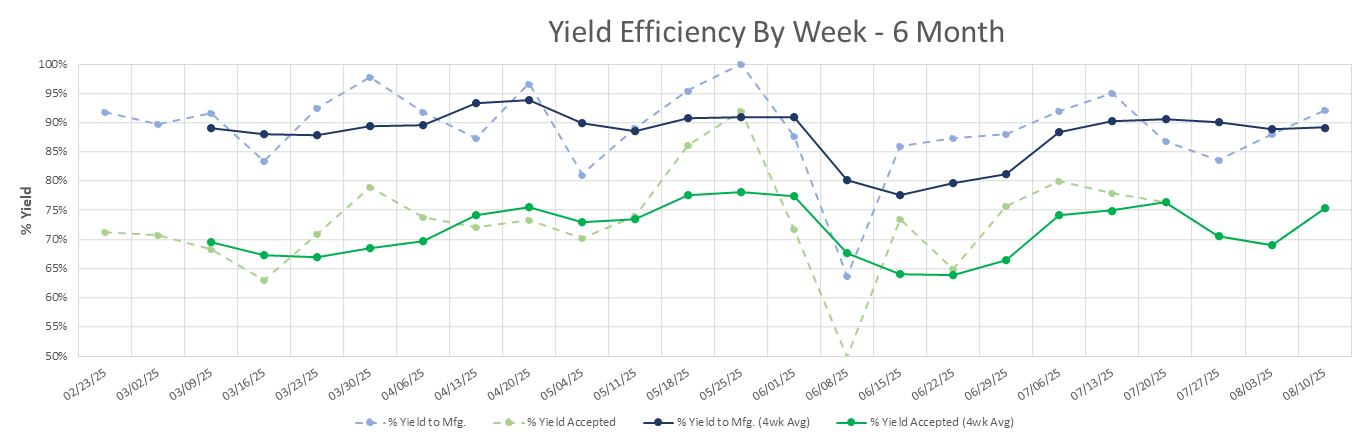 Yield Efficiency By Week - 6 Month
% Yield
100%
95%
90%
85%
80%
75%
70%
65%
60%
55%
50%
02/23/25 03/02/25 03/09/25 03/16/25 03/23/25 03/30/25 04/06/25 04/13/25 04/20/25 05/04/25 05/11/25 05/18/25 05/25/25 06/01/25 06/08/25 06/15/25 06/22/25 06/29/25 07/06/25 07/13/25 07/20/25 07/27/25 08/03/25 08/10/25
% Yield to Mfg. % Yield Accepted % Yield to Mfg. (4wk Avg) % Yield Accepted (4wk Avg)